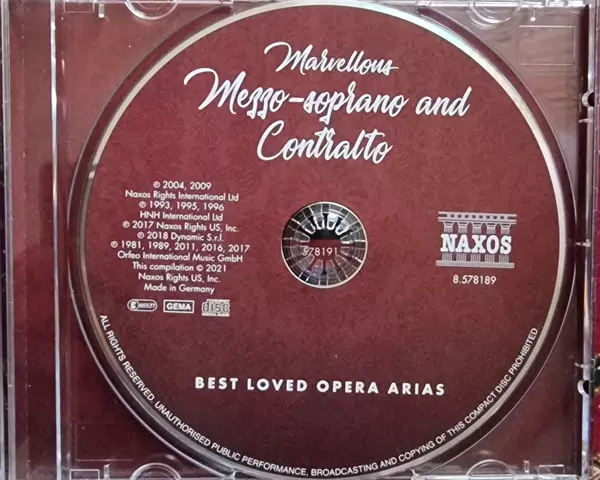 Marvellous
Mezzo-soprano and
Contralto
℗ 2004, 2009
Naxos Rights International Ltd
℗ 1993, 1995, 1996
HNH International Ltd
℗ 2017 Naxos Rights US, Inc.
℗ 2018 Dynamic S.r.l.
℗ 1981, 1989, 2011, 2016, 2017
Orfeo International Music GmbH
This compilation ℗ 2021
Naxos Rights US, Inc.
Made in Germany
GEMA
disc
578191
NAXOS
8.578189
BEST LOVED OPERA ARIAS
ALL RIGHTS RESERVED. UNAUTHORISED PUBLIC PERFORMANCE, BROADCASTING AND COPYING OF THIS COMPACT DISC PROHIBITED